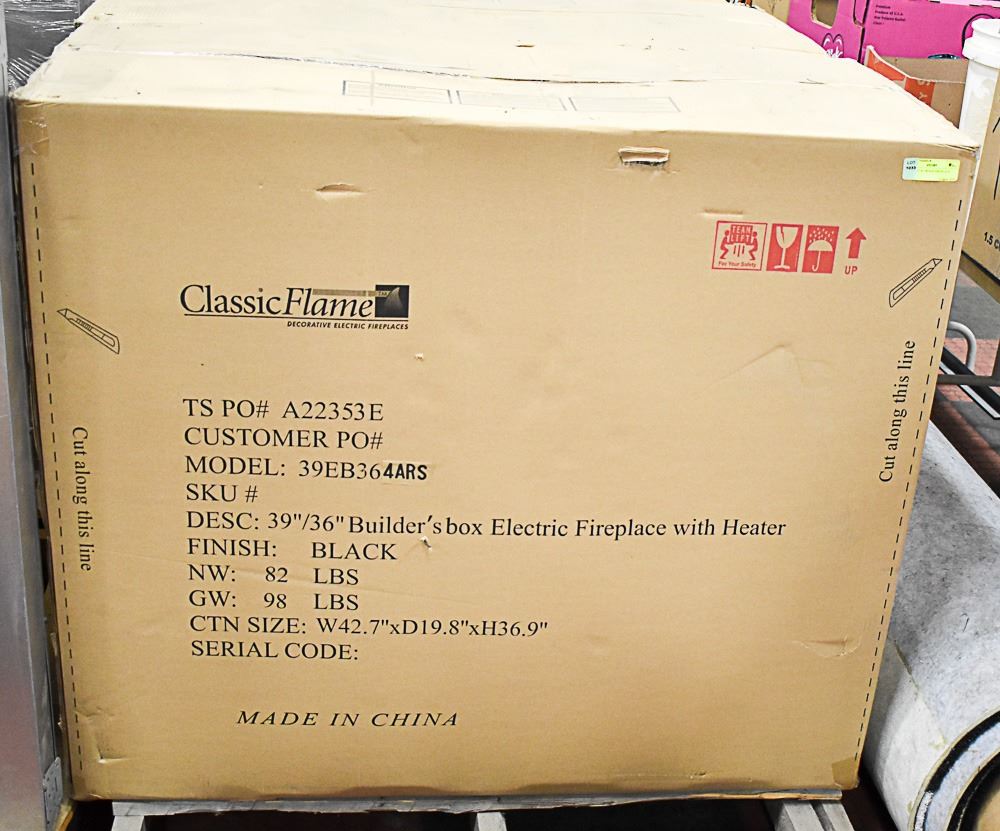 LOT
TEAM
LIFT
For Your Safety
UP
ClassicFlame
DECORATIVE ELECTRIC FIREPLACES
TS PO# A22353E
CUSTOMER PO#
MODEL: 39EB364ARS
SKU #
DESC: 39"/36" Builder's box Electric Fireplace with Heater
FINISH: BLACK
NW: 82 LBS
GW: 98 LBS
CTN SIZE: W42.7"xD19.8"xH36.9"
SERIAL CODE:
MADE IN CHINA
Cut along this line
Cut along this line